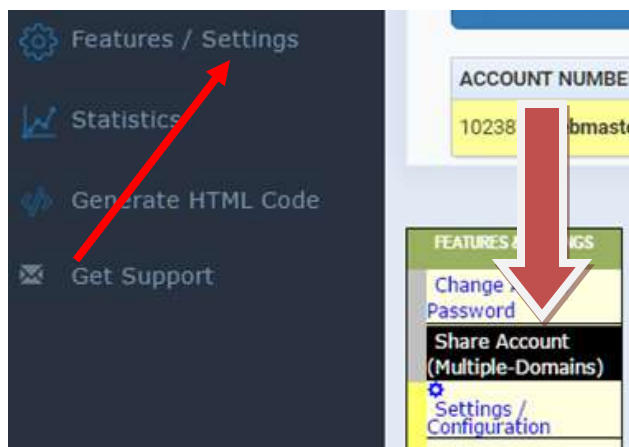 Features / Settings
Statistics
Generate HTML Code
Get Support
ACCOUNT NUMBE
10238
FEATURES &
Change
Password
Share Account
(Multiple-Domains)
Settings /
Configuration